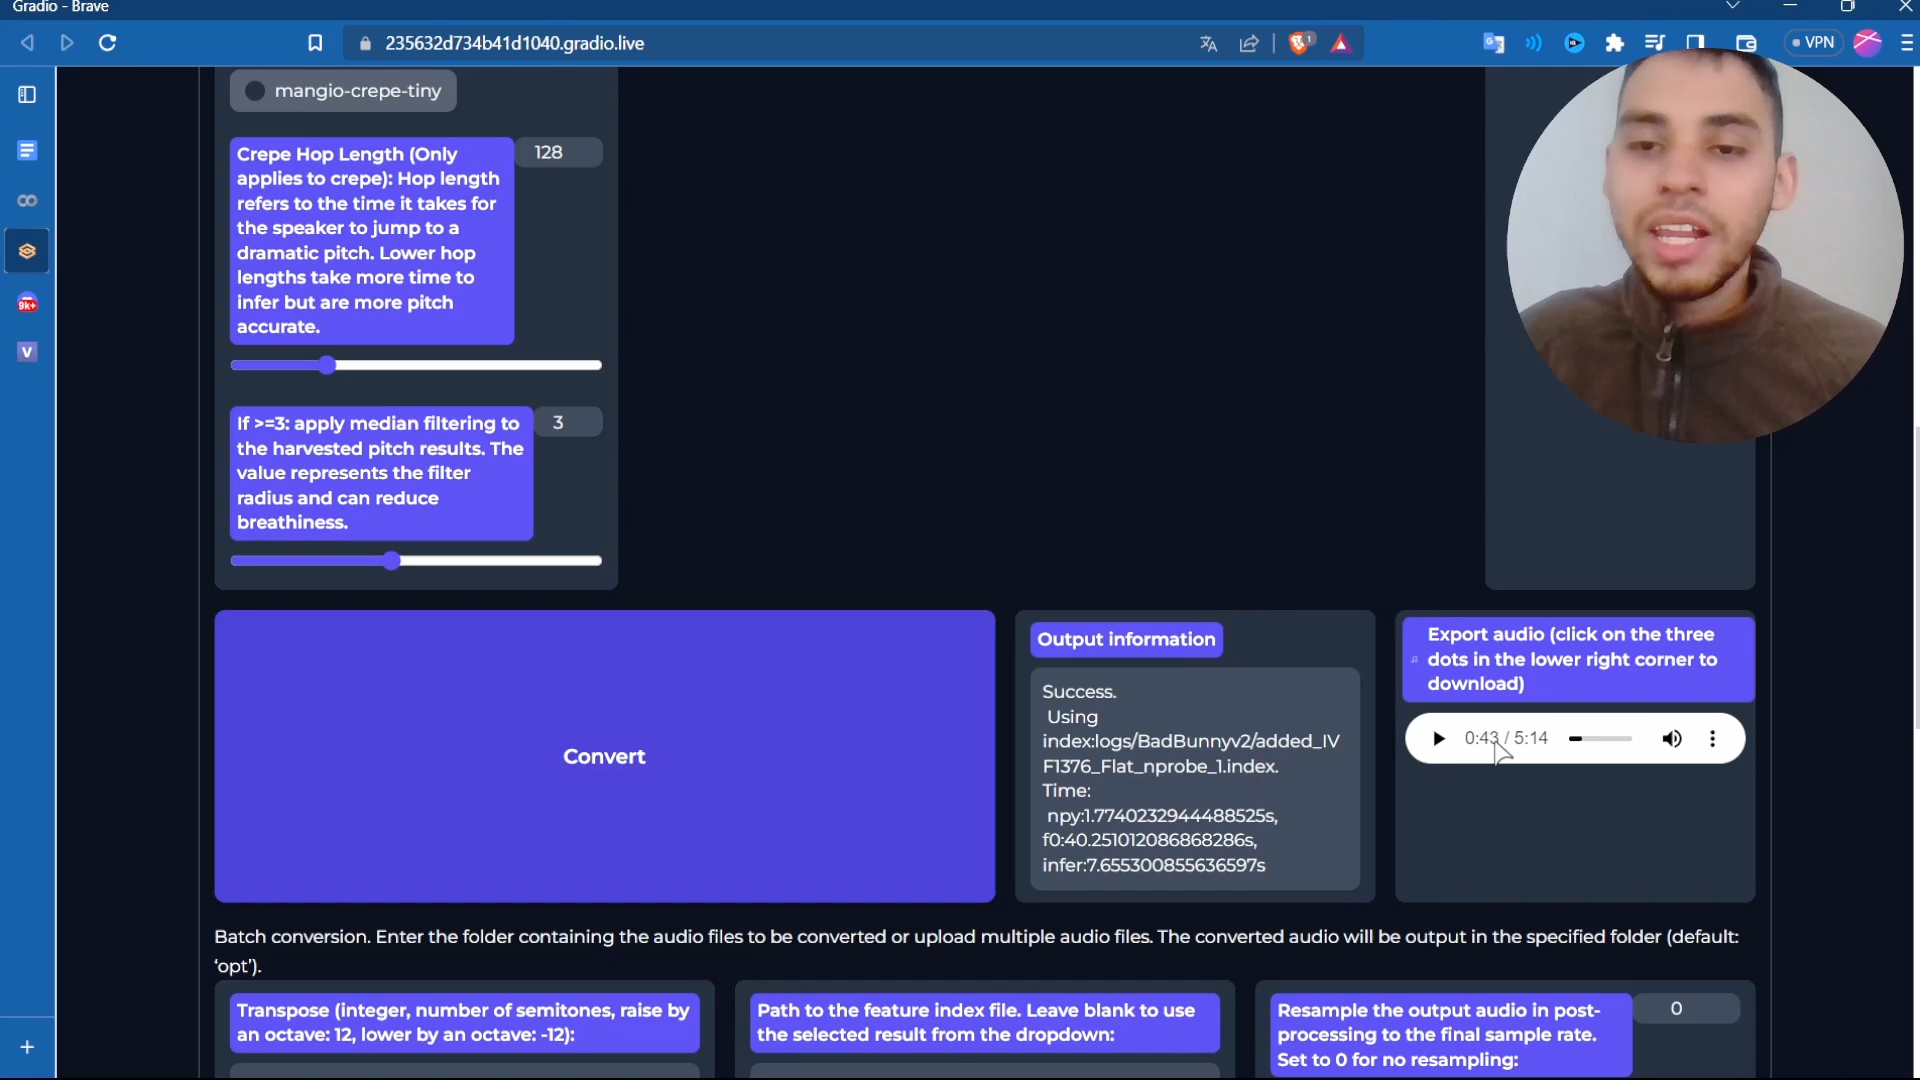 Gradio - Brave
235632d734b41d1040.gradio.live
1
VPN
mangio-crepe-tiny
Crepe Hop Length (Only
applies to crepe): Hop length
refers to the time it takes for
the speaker to jump to a
dramatic pitch. Lower hop
lengths take more time to
infer but are more pitch
accurate.
128
9k+
V
If >=3: apply median filtering to
the harvested pitch results. The
value represents the filter
radius and can reduce
breathiness.
3
Convert
Output information
Success.
Using
index:logs/BadBunnyv2/added_IV
F1376_Flat_nprobe_1.index.
Time:
npy:1.7740232944488525s,
f0:40.251012086868286s,
infer:7.655300855636597s
Export audio (click on the three
dots in the lower right corner to
download)
0:43 / 5:14
Batch conversion. Enter the folder containing the audio files to be converted or upload multiple audio files. The converted audio will be output in the specified folder (default:
‘opt’).
Transpose (integer, number of semitones, raise by
an octave: 12, lower by an octave: -12):
Path to the feature index file. Leave blank to use
the selected result from the dropdown:
Resample the output audio in post-
processing to the final sample rate.
Set to 0 for no resampling:
0